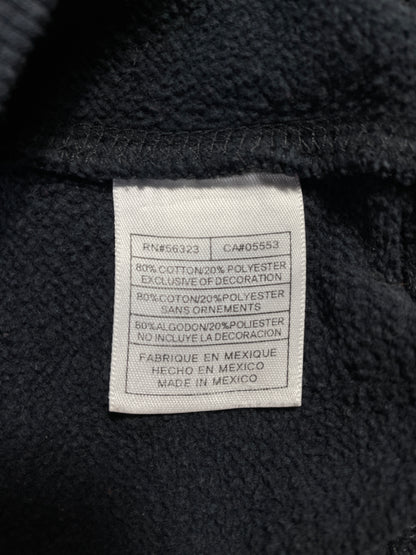 RN#56323 CA#05553
80% COTTON/20% POLYESTER
EXCLUSIVE OF DECORATION
80% COTON/20% POLYESTER
SANS ORNEMENTS
80% ALGODON/20% POLIESTER
NO INCLUYE LA DECORACION
FABRIQUE EN MEXIQUE
HECHO EN MEXICO
MADE IN MEXICO